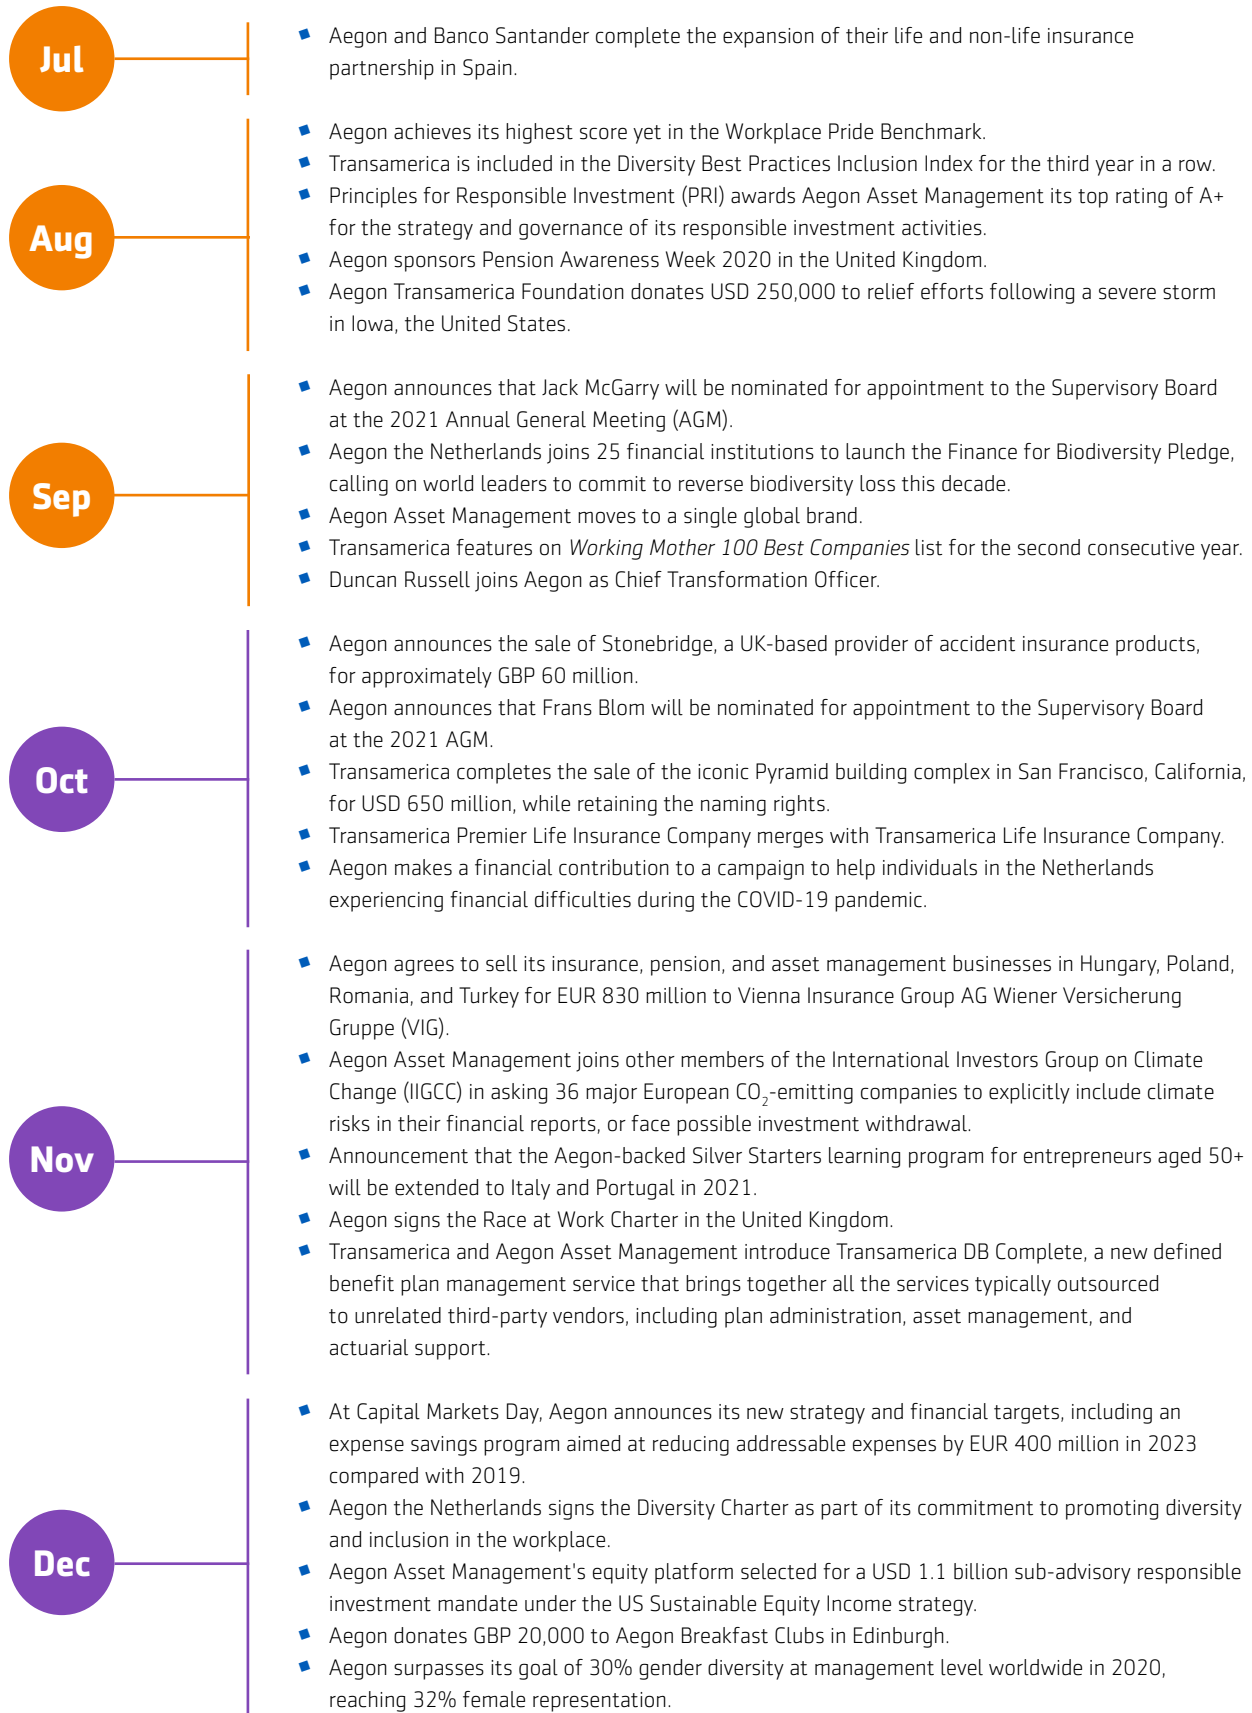 Jul
Aegon and Banco Santander complete the expansion of their life and non-life insurance
partnership in Spain.
Aug
Aegon achieves its highest score yet in the Workplace Pride Benchmark.
Transamerica is included in the Diversity Best Practices Inclusion Index for the third year in a row.
Principles for Responsible Investment (PRI) awards Aegon Asset Management its top rating of A+
for the strategy and governance of its responsible investment activities.
Aegon sponsors Pension Awareness Week 2020 in the United Kingdom.
Aegon Transamerica Foundation donates USD 250,000 to relief efforts following a severe storm
in Iowa, the United States.
Sep
Aegon announces that Jack McGarry will be nominated for appointment to the Supervisory Board
at the 2021 Annual General Meeting (AGM).
Aegon the Netherlands joins 25 financial institutions to launch the Finance for Biodiversity Pledge,
calling on world leaders to commit to reverse biodiversity loss this decade.
Aegon Asset Management moves to a single global brand.
Transamerica features on Working Mother 100 Best Companies list for the second consecutive year.
Duncan Russell joins Aegon as Chief Transformation Officer.
Oct
Aegon announces the sale of Stonebridge, a UK-based provider of accident insurance products,
for approximately GBP 60 million.
Aegon announces that Frans Blom will be nominated for appointment to the Supervisory Board
at the 2021 AGM.
Transamerica completes the sale of the iconic Pyramid building complex in San Francisco, California,
for USD 650 million, while retaining the naming rights.
Transamerica Premier Life Insurance Company merges with Transamerica Life Insurance Company.
Aegon makes a financial contribution to a campaign to help individuals in the Netherlands
experiencing financial difficulties during the COVID-19 pandemic.
Nov
Aegon agrees to sell its insurance, pension, and asset management businesses in Hungary, Poland,
Romania, and Turkey for EUR 830 million to Vienna Insurance Group AG Wiener Versicherung
Gruppe (VIG).
Aegon Asset Management joins other members of the International Investors Group on Climate
Change (IIGCC) in asking 36 major European CO₂-emitting companies to explicitly include climate
risks in their financial reports, or face possible investment withdrawal.
Announcement that the Aegon-backed Silver Starters learning program for entrepreneurs aged 50+
will be extended to Italy and Portugal in 2021.
Aegon signs the Race at Work Charter in the United Kingdom.
Transamerica and Aegon Asset Management introduce Transamerica DB Complete, a new defined
benefit plan management service that brings together all the services typically outsourced
to unrelated third-party vendors, including plan administration, asset management, and
actuarial support.
Dec
At Capital Markets Day, Aegon announces its new strategy and financial targets, including an
expense savings program aimed at reducing addressable expenses by EUR 400 million in 2023
compared with 2019.
Aegon the Netherlands signs the Diversity Charter as part of its commitment to promoting diversity
and inclusion in the workplace.
Aegon Asset Management's equity platform selected for a USD 1.1 billion sub-advisory responsible
investment mandate under the US Sustainable Equity Income strategy.
Aegon donates GBP 20,000 to Aegon Breakfast Clubs in Edinburgh.
Aegon surpasses its goal of 30% gender diversity at management level worldwide in 2020,
reaching 32% female representation.